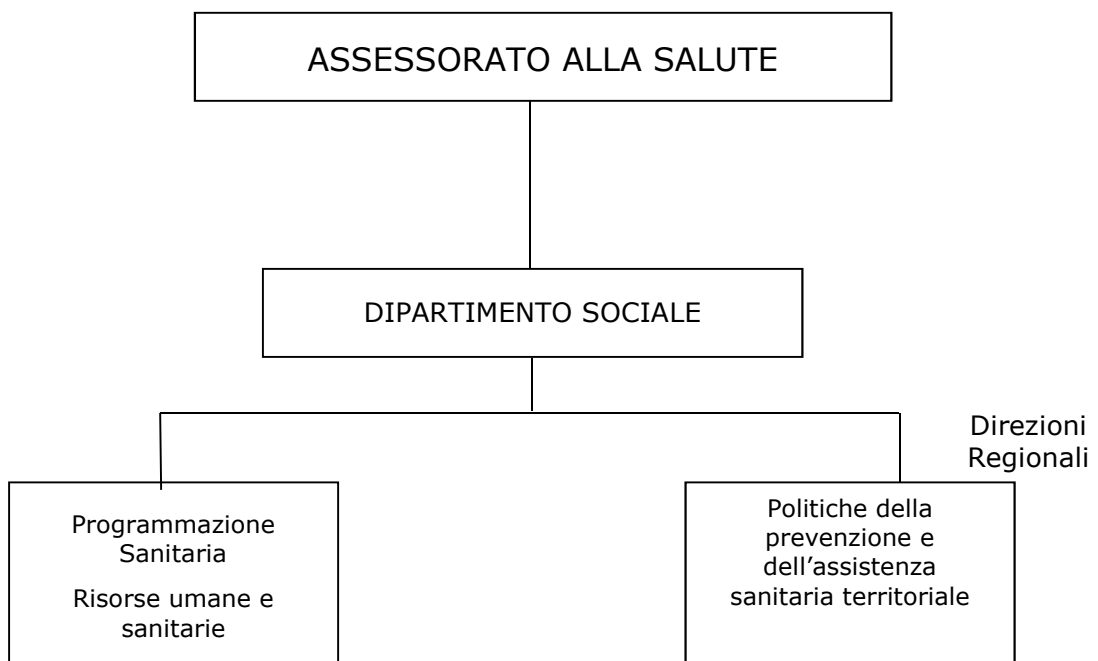 ASSESSORATO ALLA SALUTE
DIPARTIMENTO SOCIALE
Direzioni
Regionali
Programmazione
Sanitaria
Risorse umane e
sanitarie
Politiche della
prevenzione e
dell’assistenza
sanitaria territoriale